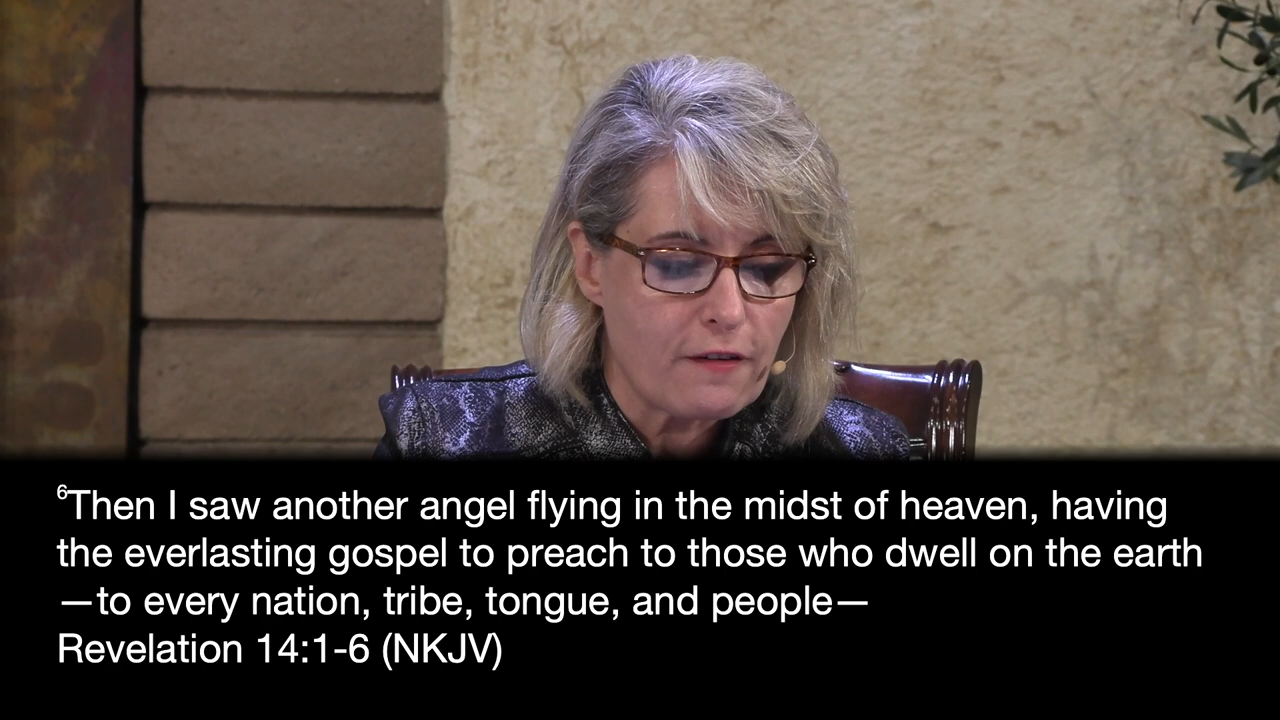 6Then I saw another angel flying in the midst of heaven, having
the everlasting gospel to preach to those who dwell on the earth
—to every nation, tribe, tongue, and people—
Revelation 14:1-6 (NKJV)